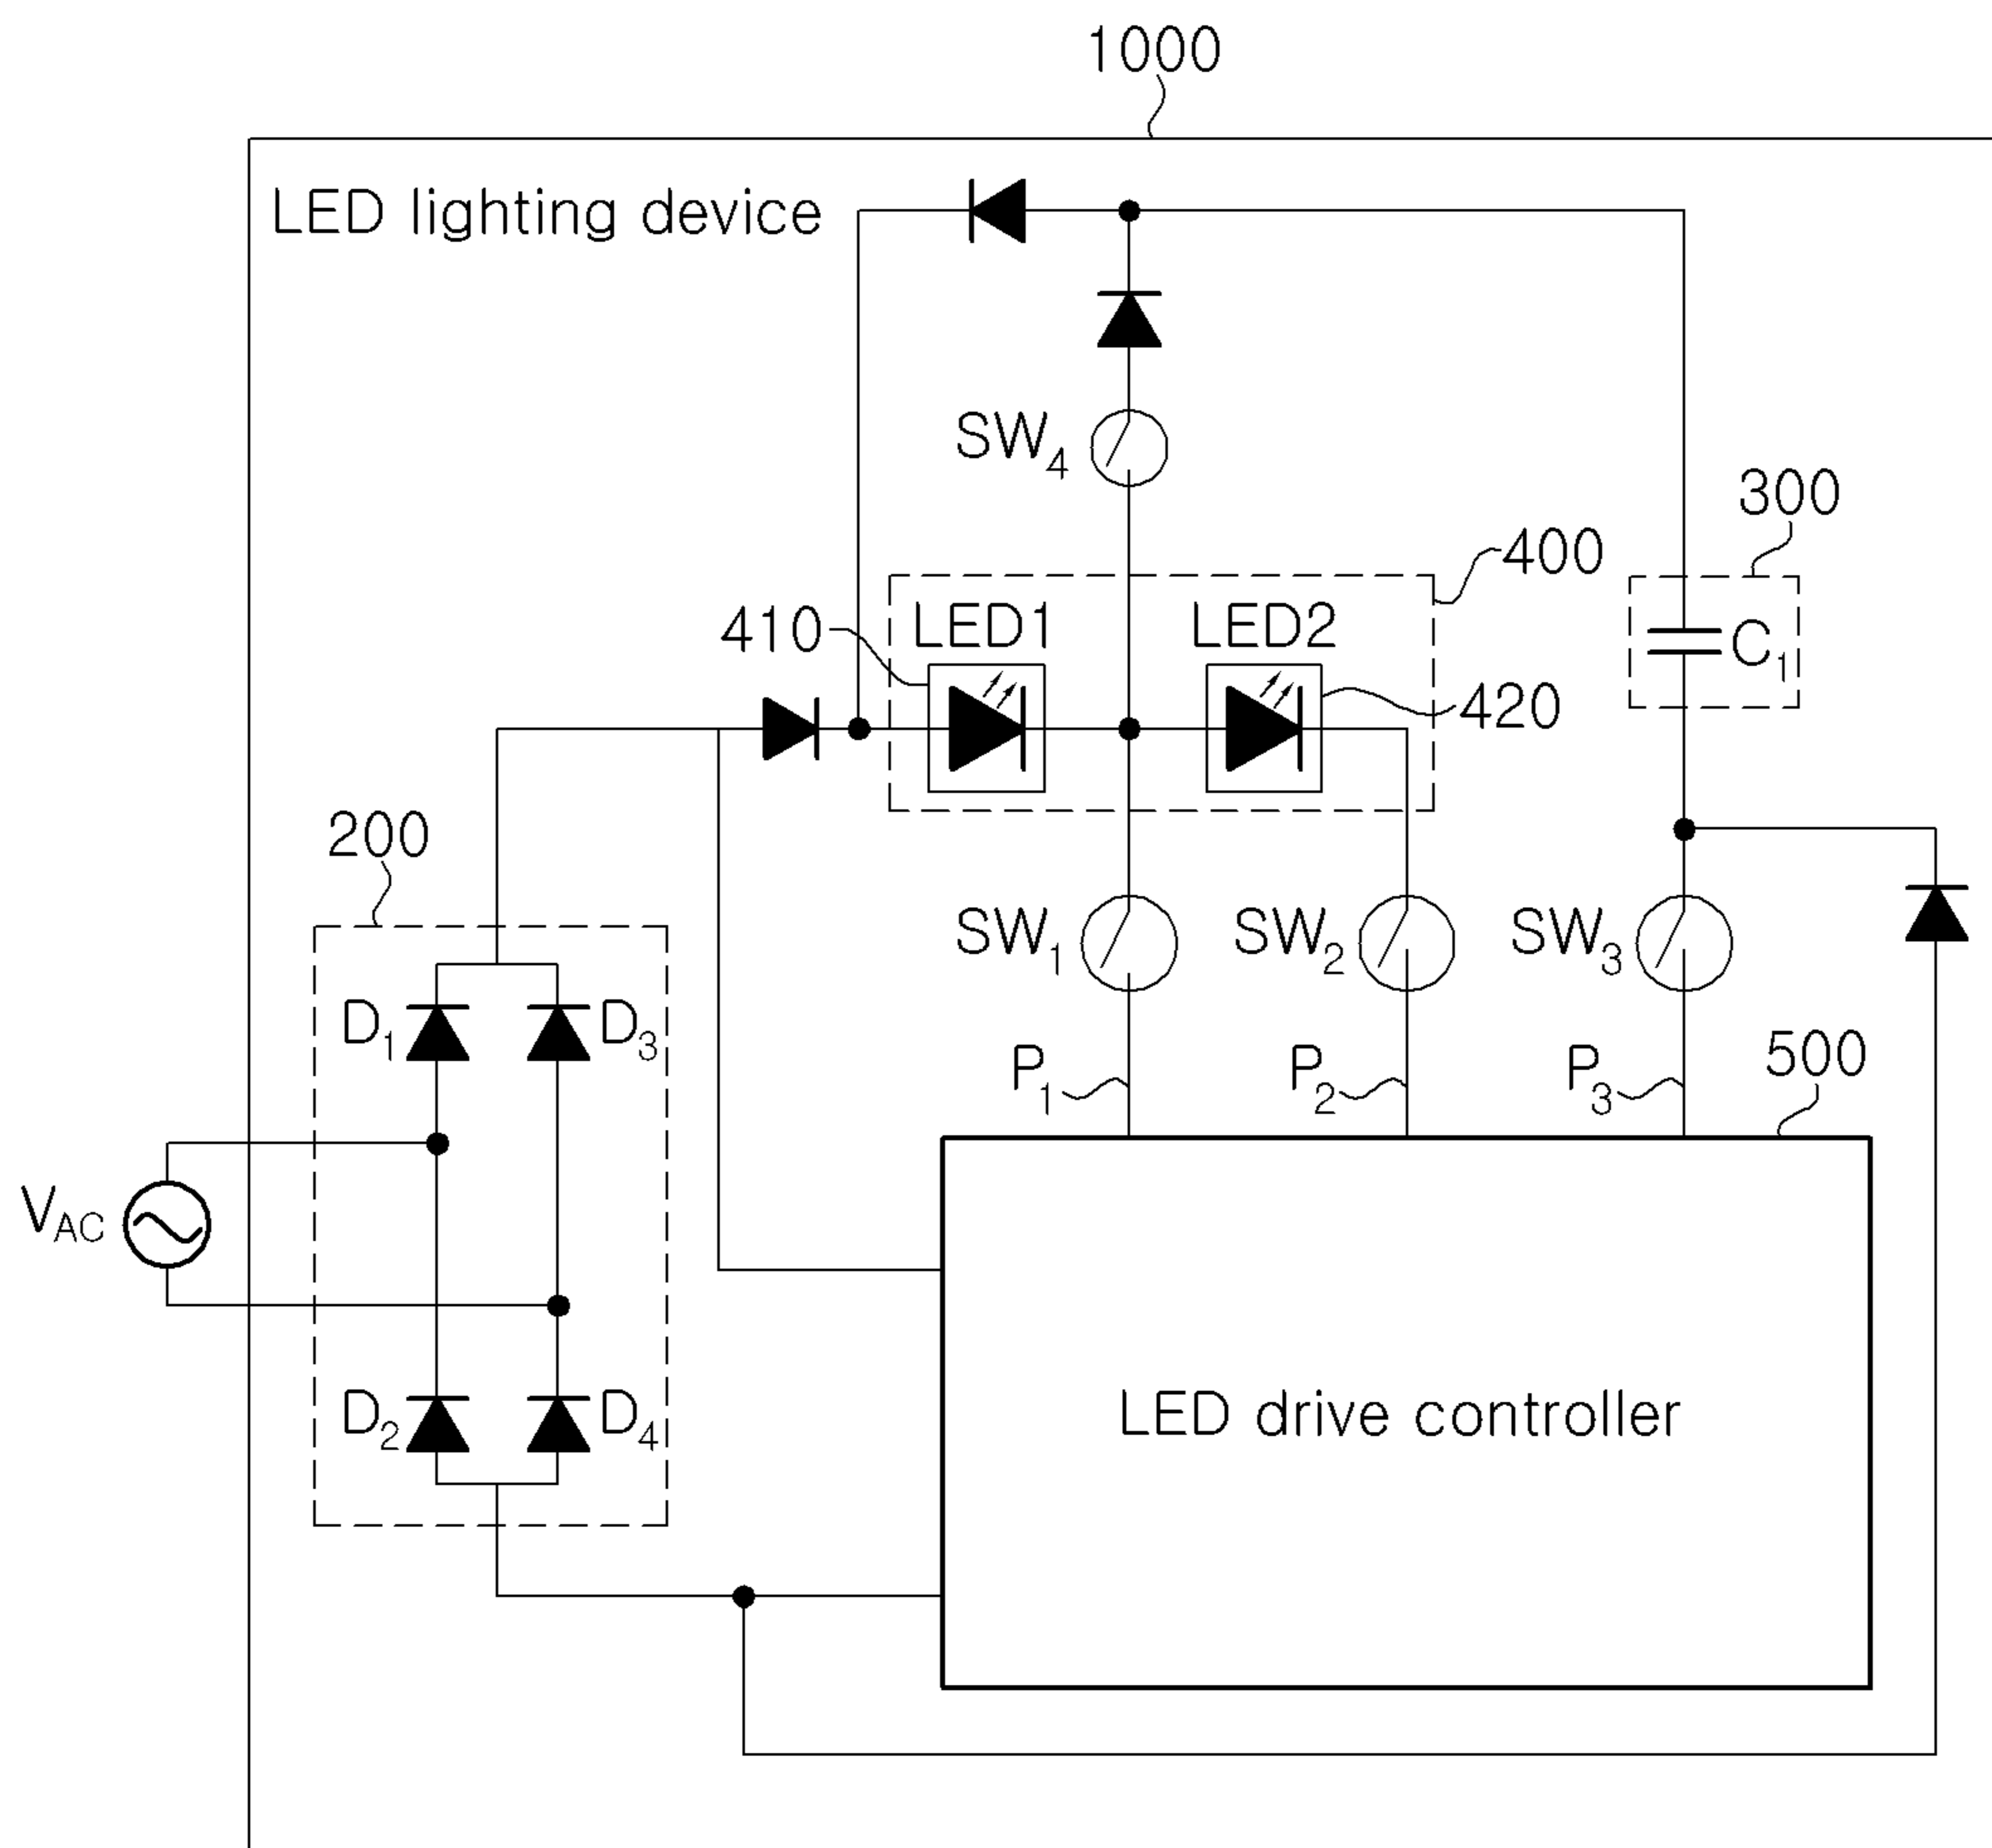 1000
LED lighting device
SW4
300
400
410
LED1
LED2
C1
420
200
SW1
SW2
SW3
D1
D3
P1
P2
P3
500
VAC
D2
D4
LED drive controller